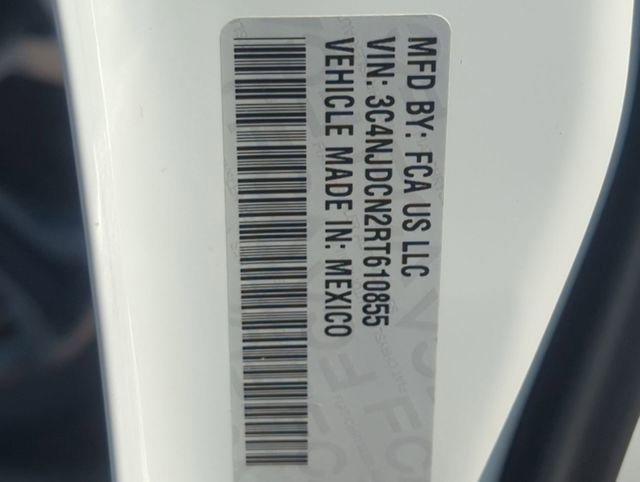 MFD BY: FCA US LLC
VIN: 3C4NJDCN2RT610855
VEHICLE MADE IN: MEXICO